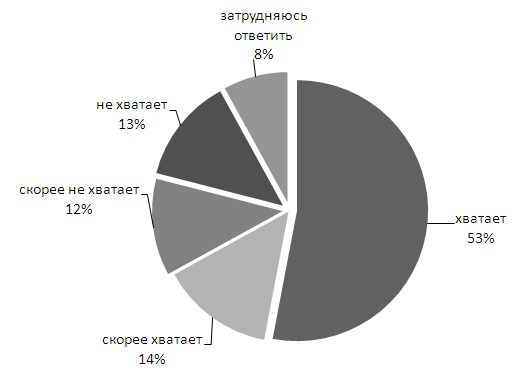 затрудняюсь
ответить
8%
не хватает
13%
скорее не хватает
12%
хватает
53%
скорее хватает
14%